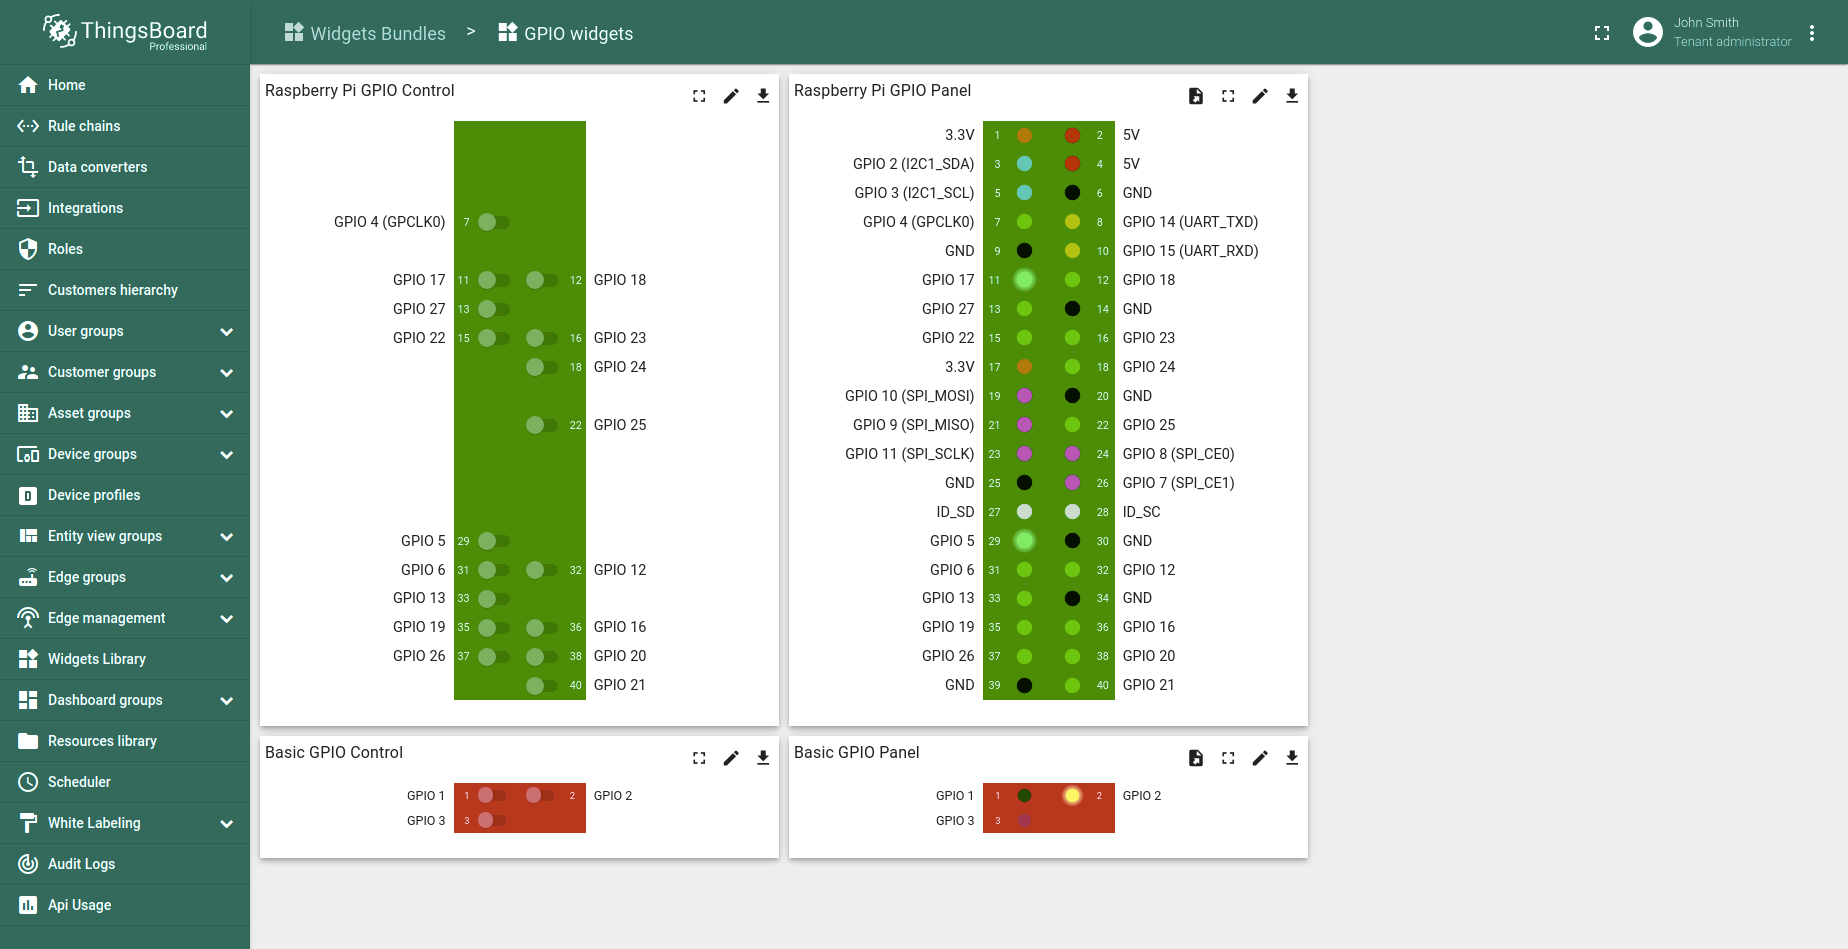 ThingsBoard
Professional
Widgets Bundles > GPIO widgets
John Smith
Tenant administrator
Home
Rule chains
Data converters
Integrations
Roles
Customers hierarchy
User groups
Customer groups
Asset groups
Device groups
Device profiles
Entity view groups
Edge groups
Edge management
Widgets Library
Dashboard groups
Resources library
Scheduler
White Labeling
Audit Logs
Api Usage
Raspberry Pi GPIO Control
GPIO 4 (GPCLK0) 7
GPIO 17 11 12 GPIO 18
GPIO 27 13
GPIO 22 15 16 GPIO 23
18 GPIO 24
22 GPIO 25
GPIO 5 29
GPIO 6 31 32 GPIO 12
GPIO 13 33
GPIO 19 35 36 GPIO 16
GPIO 26 37 38 GPIO 20
40 GPIO 21
Raspberry Pi GPIO Panel
3.3V 1 2 5V
GPIO 2 (I2C1_SDA) 3 4 5V
GPIO 3 (I2C1_SCL) 5 6 GND
GPIO 4 (GPCLK0) 7 8 GPIO 14 (UART_TXD)
GND 9 10 GPIO 15 (UART_RXD)
GPIO 17 11 12 GPIO 18
GPIO 27 13 14 GND
GPIO 22 15 16 GPIO 23
3.3V 17 18 GPIO 24
GPIO 10 (SPI_MOSI) 19 20 GND
GPIO 9 (SPI_MISO) 21 22 GPIO 25
GPIO 11 (SPI_SCLK) 23 24 GPIO 8 (SPI_CE0)
GND 25 26 GPIO 7 (SPI_CE1)
ID_SD 27 28 ID_SC
GPIO 5 29 30 GND
GPIO 6 31 32 GPIO 12
GPIO 13 33 34 GND
GPIO 19 35 36 GPIO 16
GPIO 26 37 38 GPIO 20
GND 39 40 GPIO 21
Basic GPIO Control
GPIO 1 1 2 GPIO 2
GPIO 3 3
Basic GPIO Panel
GPIO 1 1 2 GPIO 2
GPIO 3 3